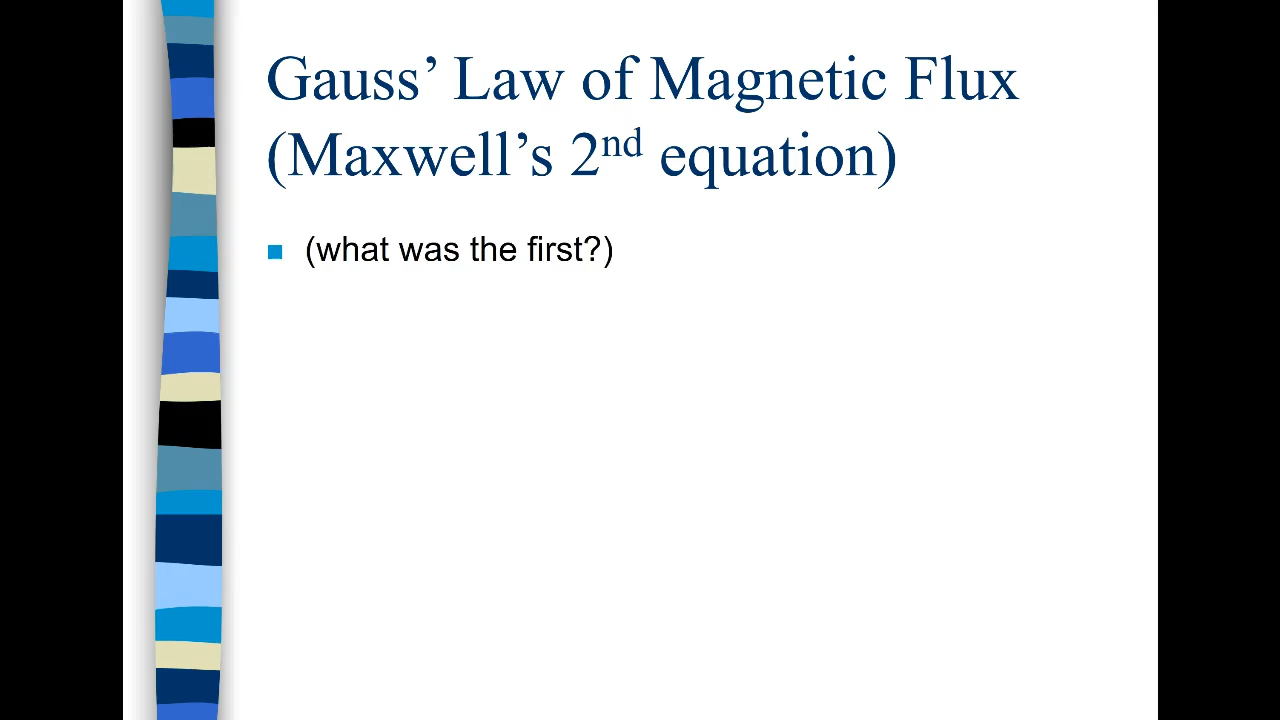 Gauss’ Law of Magnetic Flux
(Maxwell’s 2nd equation)
(what was the first?)